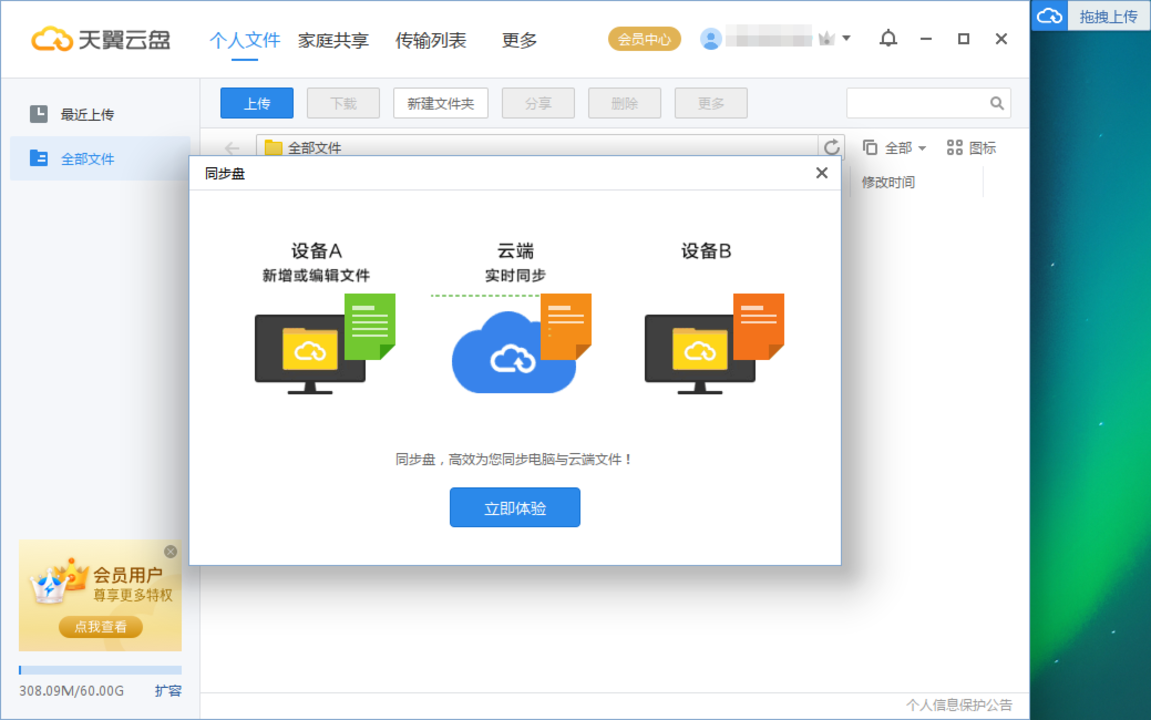 天翼云盘
个人文件 家庭共享 传输列表 更多
会员中心
拖拽上传
最近上传
全部文件
上传 下载 新建文件夹 分享 删除 更多
全部文件
全部 图标
修改时间
同步盘
设备A
新增或编辑文件
云端
实时同步
设备B
同步盘，高效为您同步电脑与云端文件！
立即体验
会员用户
尊享更多特权
点我查看
308.09M/60.00G 扩容
个人信息保护公告